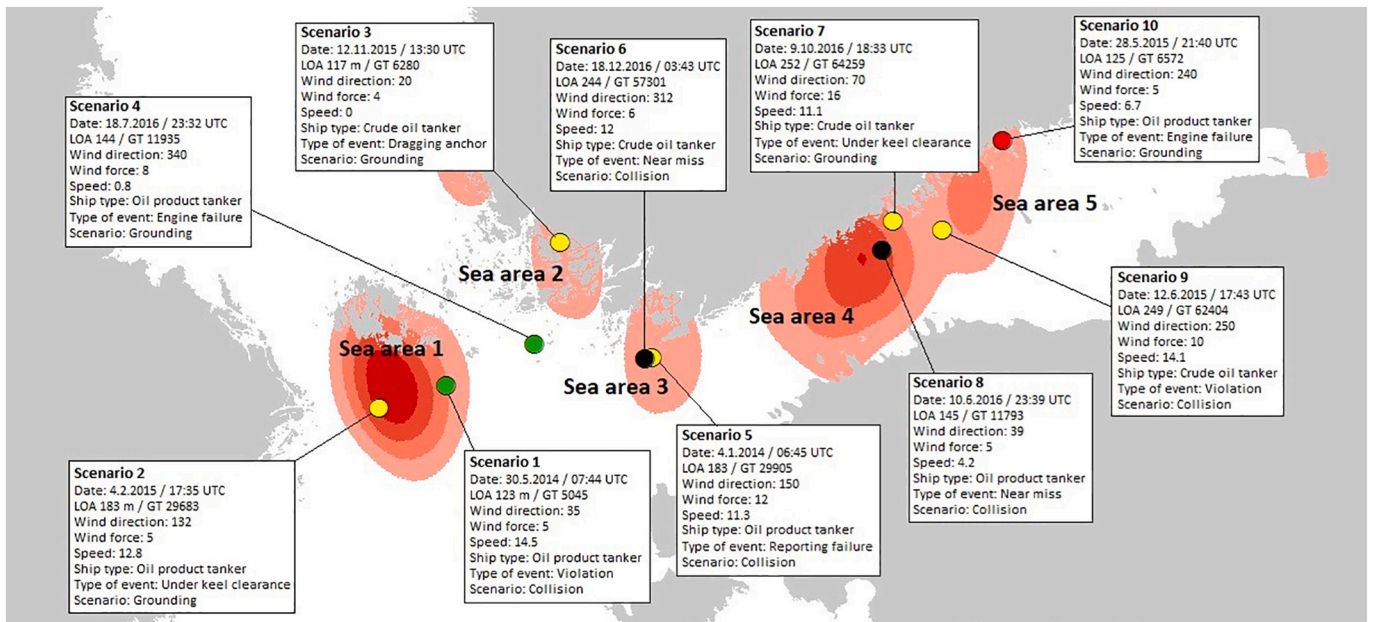 Scenario 3
Date: 12.11.2015 / 13:30 UTC
LOA 117 m / GT 6280
Wind direction: 20
Wind force: 4
Speed: 0
Ship type: Crude oil tanker
Type of event: Dragging anchor
Scenario: Grounding
Scenario 6
Date: 18.12.2016 / 03:43 UTC
LOA 244 / GT 57301
Wind direction: 312
Wind force: 6
Speed: 12
Ship type: Crude oil tanker
Type of event: Near miss
Scenario: Collision
Scenario 7
Date: 9.10.2016 / 18:33 UTC
LOA 252 / GT 64259
Wind direction: 70
Wind force: 16
Speed: 11.1
Ship type: Crude oil tanker
Type of event: Under keel clearance
Scenario: Grounding
Scenario 10
Date: 28.5.2015 / 21:40 UTC
LOA 125 / GT 6572
Wind direction: 240
Wind force: 5
Speed: 6.7
Ship type: Oil product tanker
Type of event: Engine failure
Scenario: Grounding
Scenario 4
Date: 18.7.2016 / 23:32 UTC
LOA 144 / GT 11935
Wind direction: 340
Wind force: 8
Speed: 0.8
Ship type: Oil product tanker
Type of event: Engine failure
Scenario: Grounding
Sea area 5
Sea area 2
Sea area 4
Sea area 1
Sea area 3
Scenario 9
Date: 12.6.2015 / 17:43 UTC
LOA 249 / GT 62404
Wind direction: 250
Wind force: 10
Speed: 14.1
Ship type: Crude oil tanker
Type of event: Violation
Scenario: Collision
Scenario 8
Date: 10.6.2016 / 23:39 UTC
LOA 145 / GT 11793
Wind direction: 39
Wind force: 5
Speed: 4.2
Ship type: Oil product tanker
Type of event: Near miss
Scenario: Collision
Scenario 5
Date: 4.1.2014 / 06:45 UTC
LOA 183 / GT 29905
Wind direction: 150
Wind force: 12
Speed: 11.3
Ship type: Oil product tanker
Type of event: Reporting failure
Scenario: Collision
Scenario 1
Date: 30.5.2014 / 07:44 UTC
LOA 123 m / GT 5045
Wind direction: 35
Wind force: 5
Speed: 14.5
Ship type: Oil product tanker
Type of event: Violation
Scenario: Collision
Scenario 2
Date: 4.2.2015 / 17:35 UTC
LOA 183 m / GT 29683
Wind direction: 132
Wind force: 5
Speed: 12.8
Ship type: Oil product tanker
Type of event: Under keel clearance
Scenario: Grounding